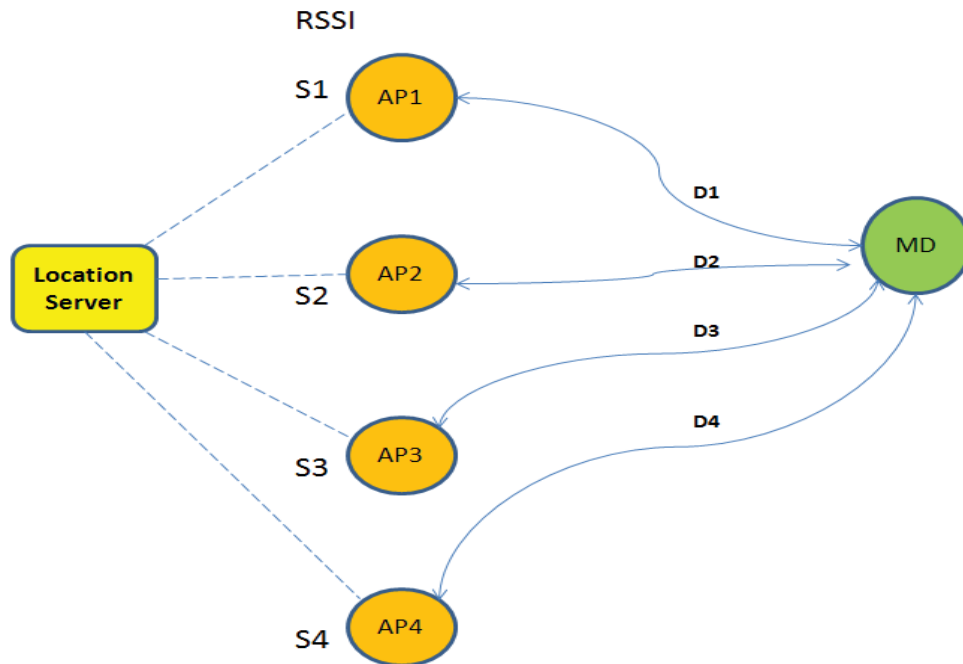 RSSI
S1
AP1
D1
MD
Location
Server
AP2
D2
S2
D3
D4
AP3
S3
AP4
S4